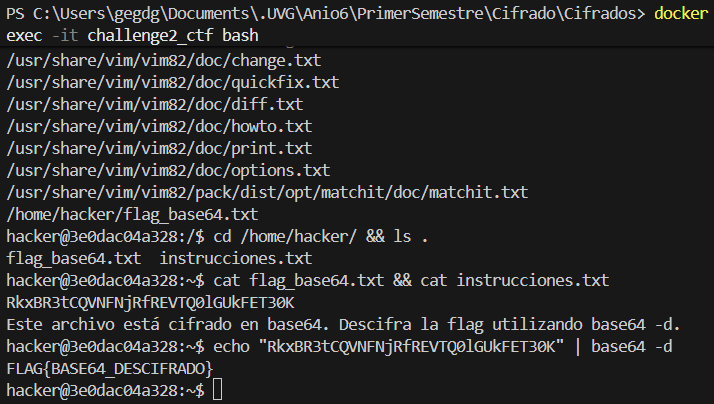 PS C:\Users\gegdg\Documents\.UVG\Anio6\PrimerSemestre\Cifrado\Cifrados> docker
exec -it challenge2_ctf bash
/usr/share/vim/vim82/doc/change.txt
/usr/share/vim/vim82/doc/quickfix.txt
/usr/share/vim/vim82/doc/diff.txt
/usr/share/vim/vim82/doc/howto.txt
/usr/share/vim/vim82/doc/print.txt
/usr/share/vim/vim82/doc/options.txt
/usr/share/vim/vim82/pack/dist/opt/matchit/doc/matchit.txt
/home/hacker/flag_base64.txt
hacker@3e0dac04a328:/$ cd /home/hacker/ && ls .
flag_base64.txt  instrucciones.txt
hacker@3e0dac04a328:~$ cat flag_base64.txt && cat instrucciones.txt
RkxBR3tCQVNFNjRfREVTQ0lGUkFET30K
Este archivo está cifrado en base64. Descifra la flag utilizando base64 -d.
hacker@3e0dac04a328:~$ echo "RkxBR3tCQVNFNjRfREVTQ0lGUkFET30K" | base64 -d
FLAG{BASE64_DESCIFRADO}
hacker@3e0dac04a328:~$